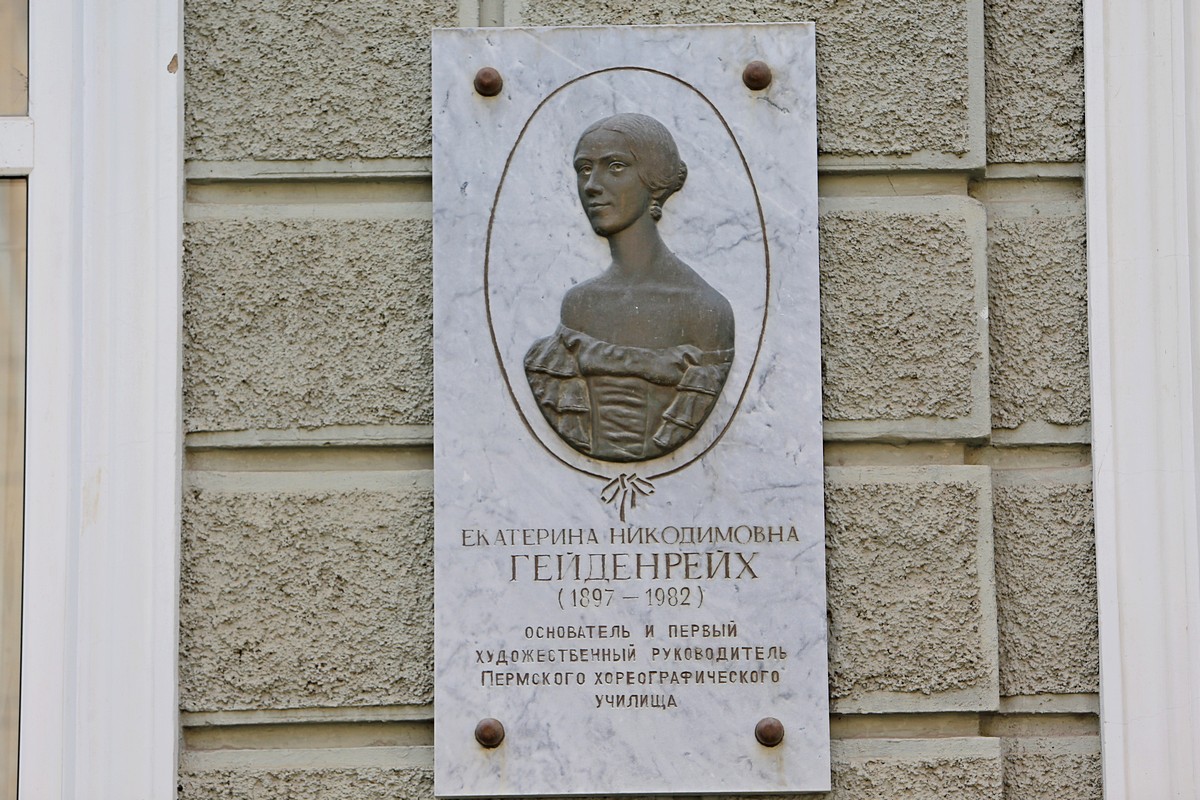 ЕКАТЕРИНА НИКОДИМОВНА
ГЕЙДЕНРЕЙХ
(1897 — 1982)
ОСНОВАТЕЛЬ И ПЕРВЫЙ
ХУДОЖЕСТВЕННЫЙ РУКОВОДИТЕЛЬ
ПЕРМСКОГО ХОРЕОГРАФИЧЕСКОГО
УЧИЛИЩА